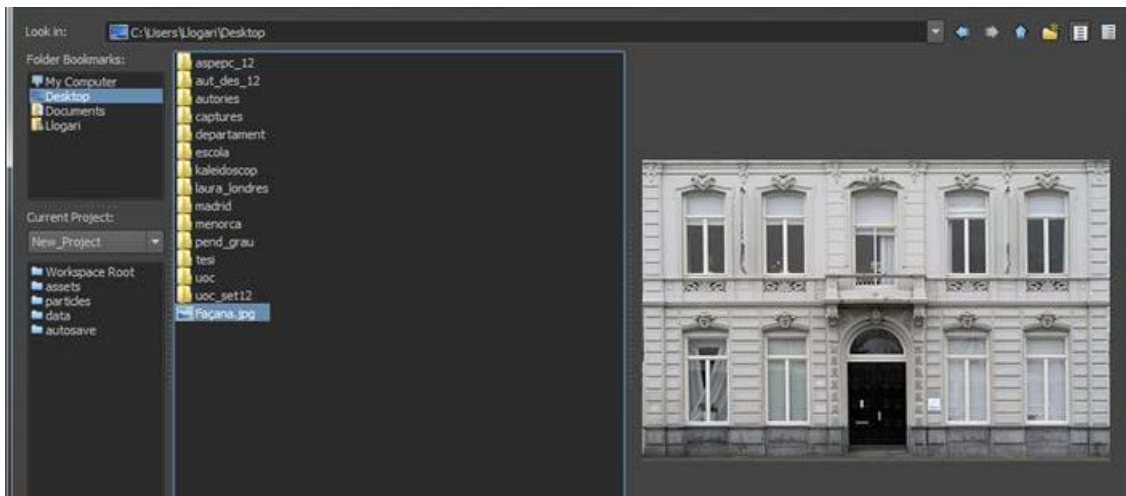 Look in:
C:\Users\Llogari\Desktop
Folder Bookmarks:
My Computer
Desktop
Documents
Llogari
Current Project:
New_Project
Workspace Root
assets
particles
data
autosave
aspepc_12
aut_des_12
autories
captures
departament
escola
kaleidoscop
laura_londres
madrid
menorca
pend_grau
tesi
uoc
uoc_set12
Façana.jpg